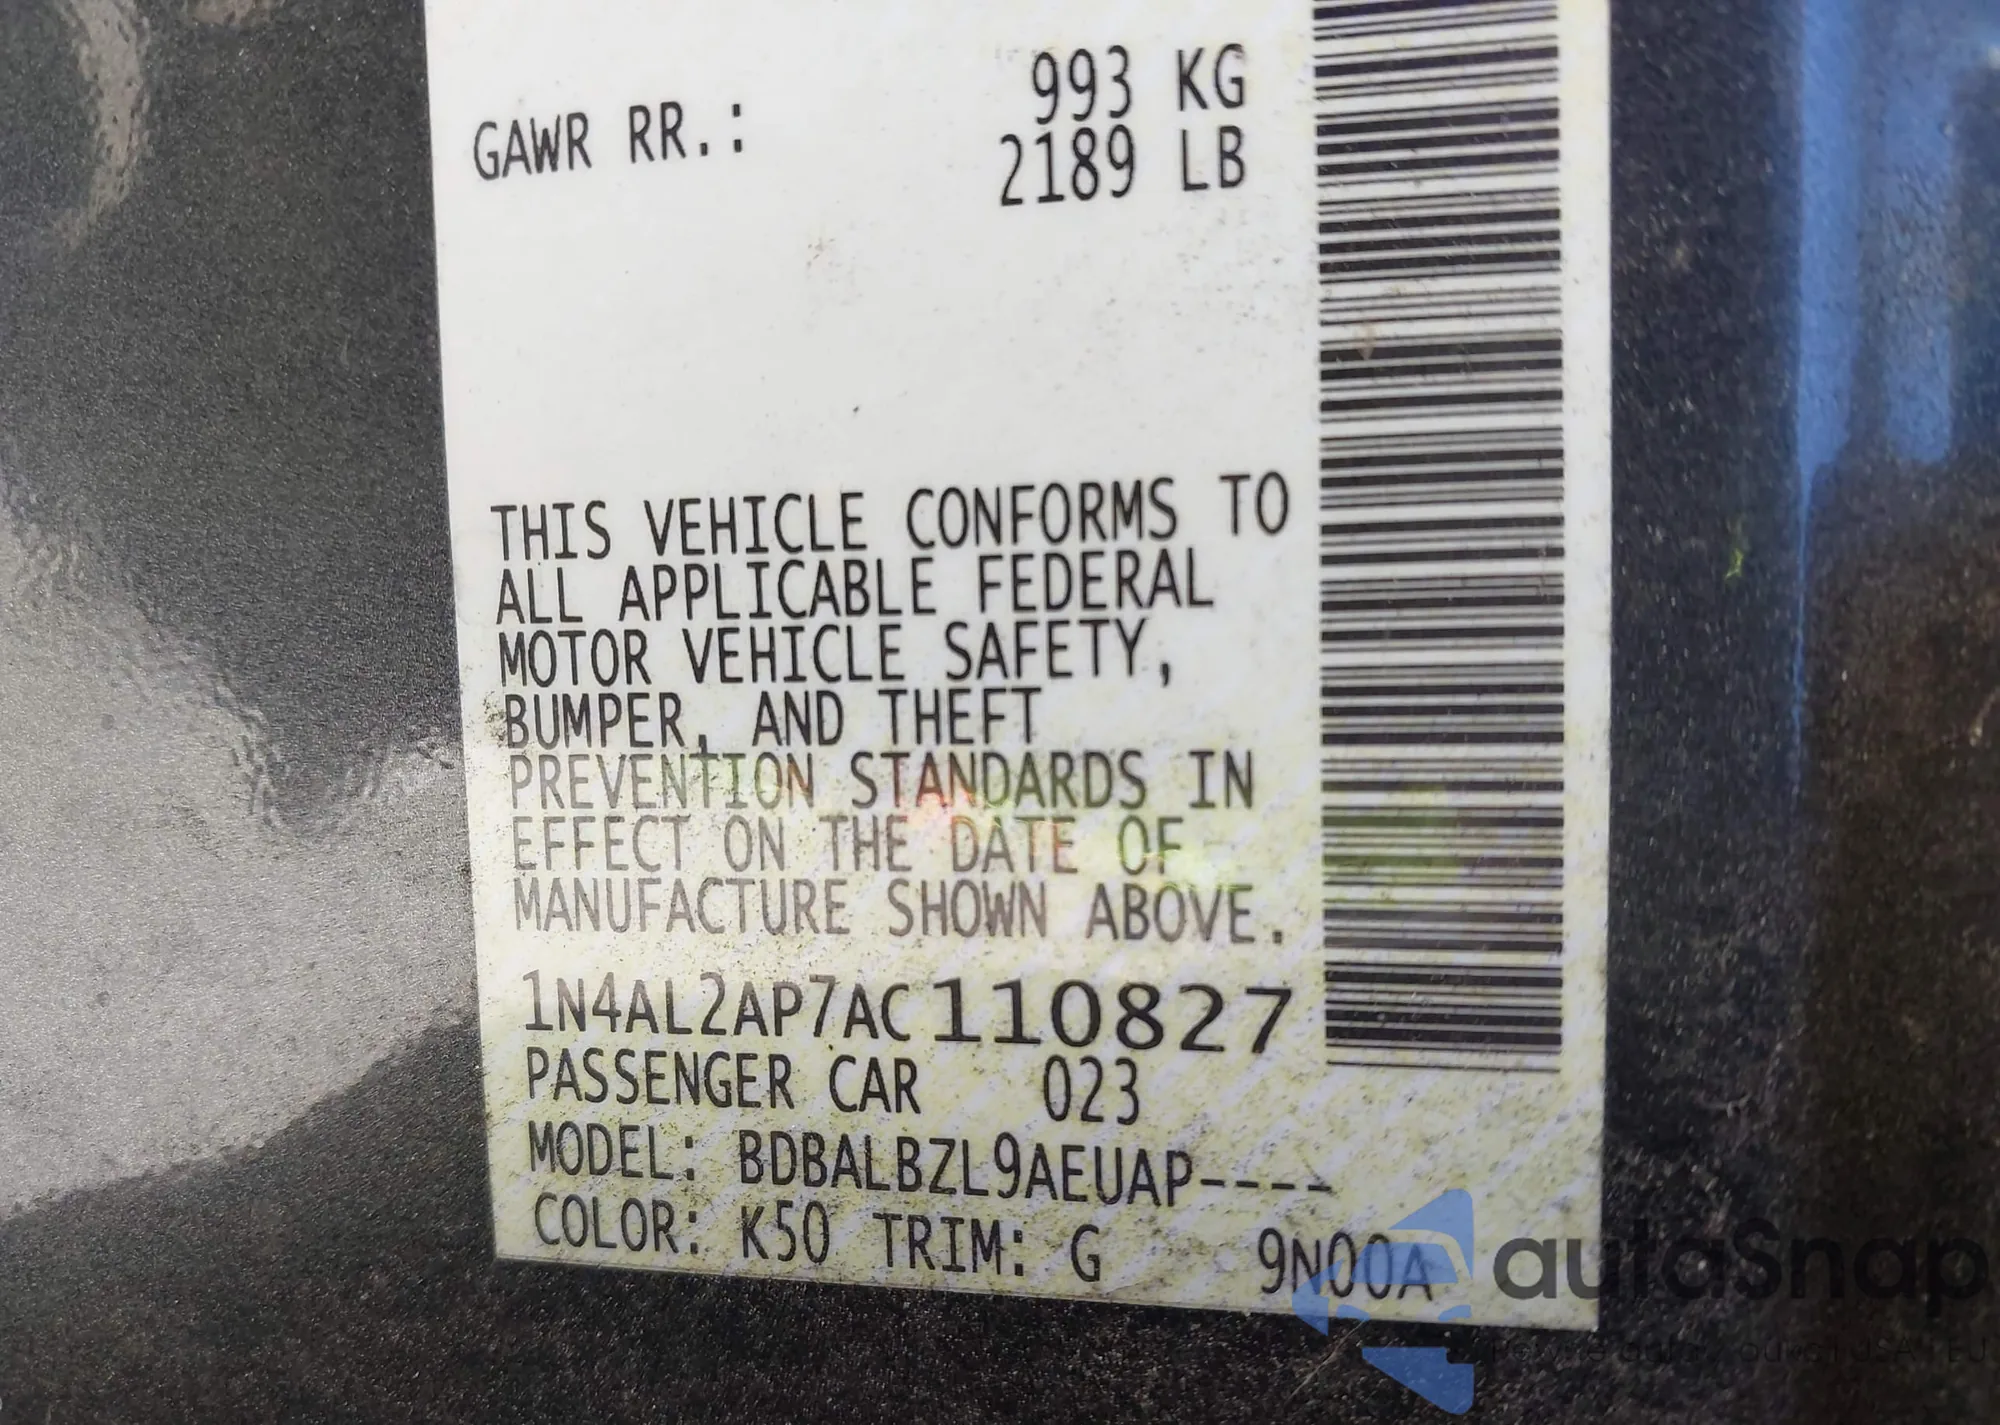 993 KG
GAWR RR.:
2189 LB
THIS VEHICLE CONFORMS TO
ALL APPLICABLE FEDERAL
MOTOR VEHICLE SAFETY,
BUMPER, AND THEFT
PREVENTION STANDARDS IN
EFFECT ON THE DATE OF
MANUFACTURE SHOWN ABOVE.
1N4AL2AP7AC110827
PASSENGER CAR 023
MODEL: BDBALBZL9AEUAP----
COLOR: K50 TRIM: G 9N00A
autoSnap